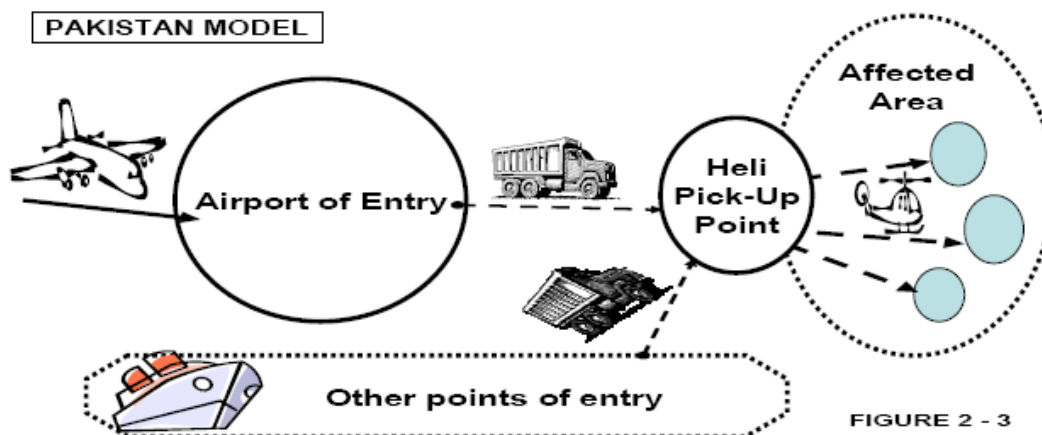 PAKISTAN MODEL
Affected
Area
Heli
Pick-Up
Point
Airport of Entry
Other points of entry
FIGURE 2 - 3